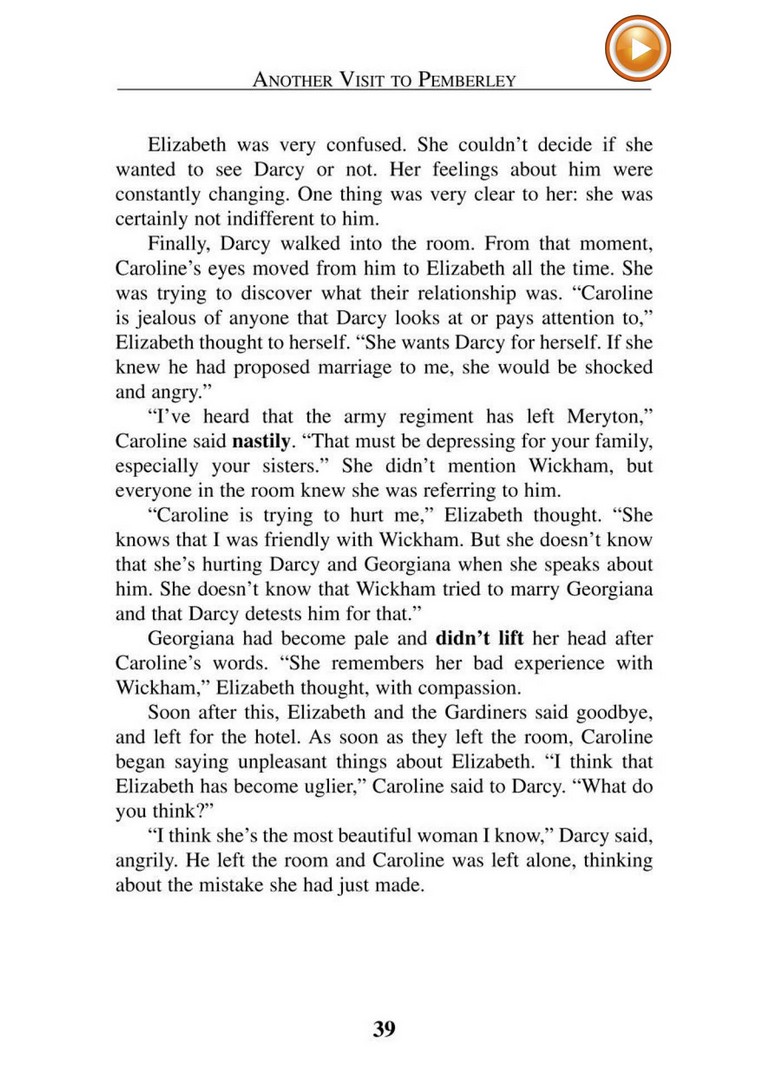 ANOTHER VISIT TO PEMBERLEY
Elizabeth was very confused. She couldn’t decide if she
wanted to see Darcy or not. Her feelings about him were
constantly changing. One thing was very clear to her: she was
certainly not indifferent to him.
Finally, Darcy walked into the room. From that moment,
Caroline’s eyes moved from him to Elizabeth all the time. She
was trying to discover what their relationship was. “Caroline
is jealous of anyone that Darcy looks at or pays attention to,”
Elizabeth thought to herself. “She wants Darcy for herself. If she
knew he had proposed marriage to me, she would be shocked
and angry.”
“I’ve heard that the army regiment has left Meryton,”
Caroline said nastily. “That must be depressing for your family,
especially your sisters.” She didn’t mention Wickham, but
everyone in the room knew she was referring to him.
“Caroline is trying to hurt me,” Elizabeth thought. “She
knows that I was friendly with Wickham. But she doesn’t know
that she’s hurting Darcy and Georgiana when she speaks about
him. She doesn’t know that Wickham tried to marry Georgiana
and that Darcy detests him for that.”
Georgiana had become pale and didn’t lift her head after
Caroline’s words. “She remembers her bad experience with
Wickham,” Elizabeth thought, with compassion.
Soon after this, Elizabeth and the Gardiners said goodbye,
and left for the hotel. As soon as they left the room, Caroline
began saying unpleasant things about Elizabeth. “I think that
Elizabeth has become uglier,” Caroline said to Darcy. “What do
you think?”
“I think she’s the most beautiful woman I know,” Darcy said,
angrily. He left the room and Caroline was left alone, thinking
about the mistake she had just made.
39